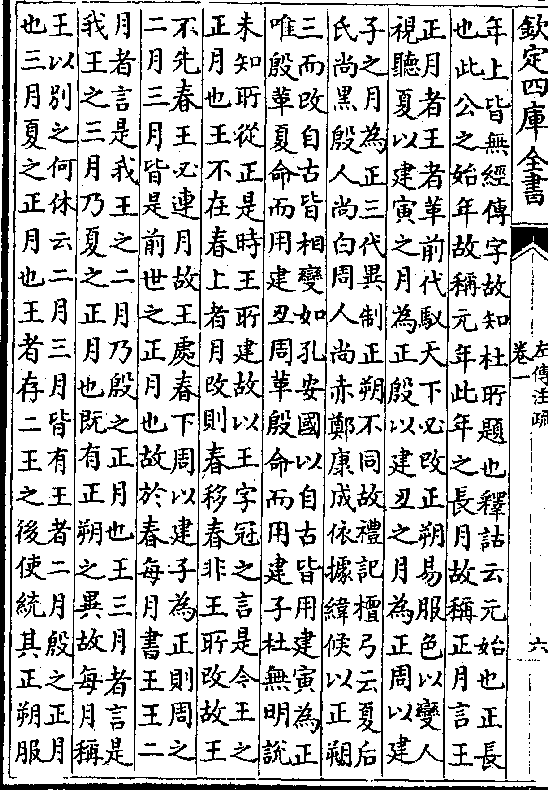 欽定四庫全書
左傳注疏
卷一
六
年上皆無經傳字故知杜所題也釋詁云元始也正長
也此公之始年故稱元年此年之長月故稱正月言王
正月者王者革前代馭天下必改正朔易服色以變人
視聽夏以建寅之月為正殷以建丑之月為正周以建
子之月為正三代異制正朔不同故禮記檀弓云夏后
氏尚黑殷人尚白周人尚赤鄭康成依據緯候以正朔
三而改自古皆相變如孔安國以自古皆用建寅為正
唯殷革夏命而用建丑周革殷命而用建子杜無明說
未知所從正是時王所建故以王字冠之言是今王之
正月也王不在春上者月改則春移春非王所改故王
不先春王必連月故王處春下周以建子為正則周之
二月三月皆是前世之正月也故於春每月書王王二
月者言是我王之二月乃殷之正月也王三月者言是
我王之三月乃夏之正月也既有正朔之異故每月稱
王以別之何休云二月三月皆有王者二月殷之正月
也三月夏之正月也王者存二王之後使統其正朔服